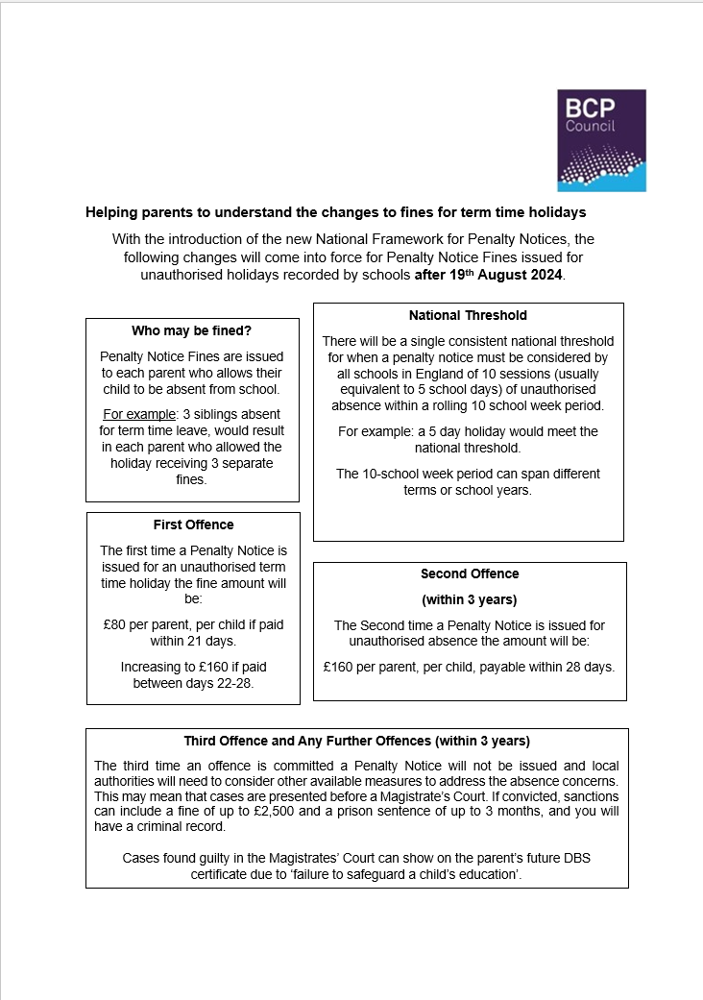 BCP
Council
Helping parents to understand the changes to fines for term time holidays
With the introduction of the new National Framework for Penalty Notices, the
following changes will come into force for Penalty Notice Fines issued for
unauthorised holidays recorded by schools after 19th August 2024.
Who may be fined?
Penalty Notice Fines are issued
to each parent who allows their
child to be absent from school.
For example: 3 siblings absent
for term time leave, would result
in each parent who allowed the
holiday receiving 3 separate
fines.
National Threshold
There will be a single consistent national threshold
for when a penalty notice must be considered by
all schools in England of 10 sessions (usually
equivalent to 5 school days) of unauthorised
absence within a rolling 10 school week period.
For example: a 5 day holiday would meet the
national threshold.
The 10-school week period can span different
terms or school years.
First Offence
The first time a Penalty Notice is
issued for an unauthorised term
time holiday the fine amount will
be:
£80 per parent, per child if paid
within 21 days.
Increasing to £160 if paid
between days 22-28.
Second Offence
(within 3 years)
The Second time a Penalty Notice is issued for
unauthorised absence the amount will be:
£160 per parent, per child, payable within 28 days.
Third Offence and Any Further Offences (within 3 years)
The third time an offence is committed a Penalty Notice will not be issued and local
authorities will need to consider other available measures to address the absence concerns.
This may mean that cases are presented before a Magistrate's Court. If convicted, sanctions
can include a fine of up to £2,500 and a prison sentence of up to 3 months, and you will
have a criminal record.
Cases found guilty in the Magistrates' Court can show on the parent's future DBS
certificate due to 'failure to safeguard a child's education'.